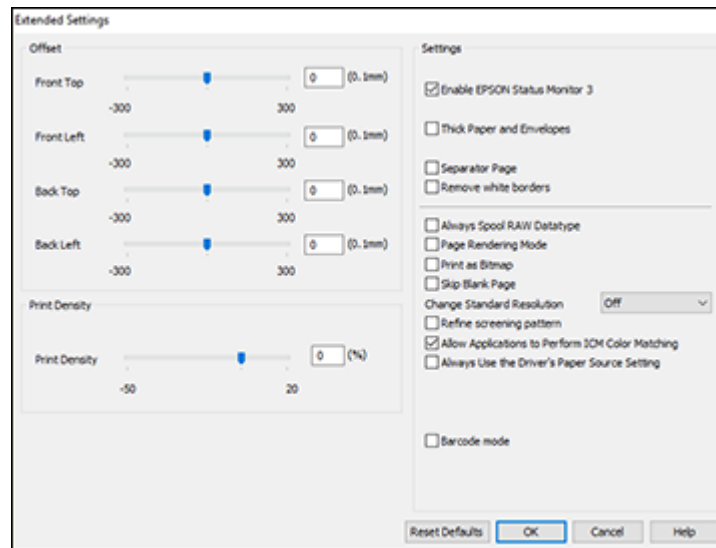 Extended Settings
Offset
Front Top
0
(0.1mm)
-300
300
Front Left
0
(0.1mm)
-300
300
Back Top
0
(0.1mm)
-300
300
Back Left
0
(0.1mm)
-300
300
Print Density
Print Density
0
(%)
-50
20
Settings
Enable EPSON Status Monitor 3
Thick Paper and Envelopes
Separator Page
Remove white borders
Always Spool RAW Datatype
Page Rendering Mode
Print as Bitmap
Skip Blank Page
Change Standard Resolution
Off
Refine screening pattern
Allow Applications to Perform ICM Color Matching
Always Use the Driver's Paper Source Setting
Barcode mode
Reset Defaults
OK
Cancel
Help